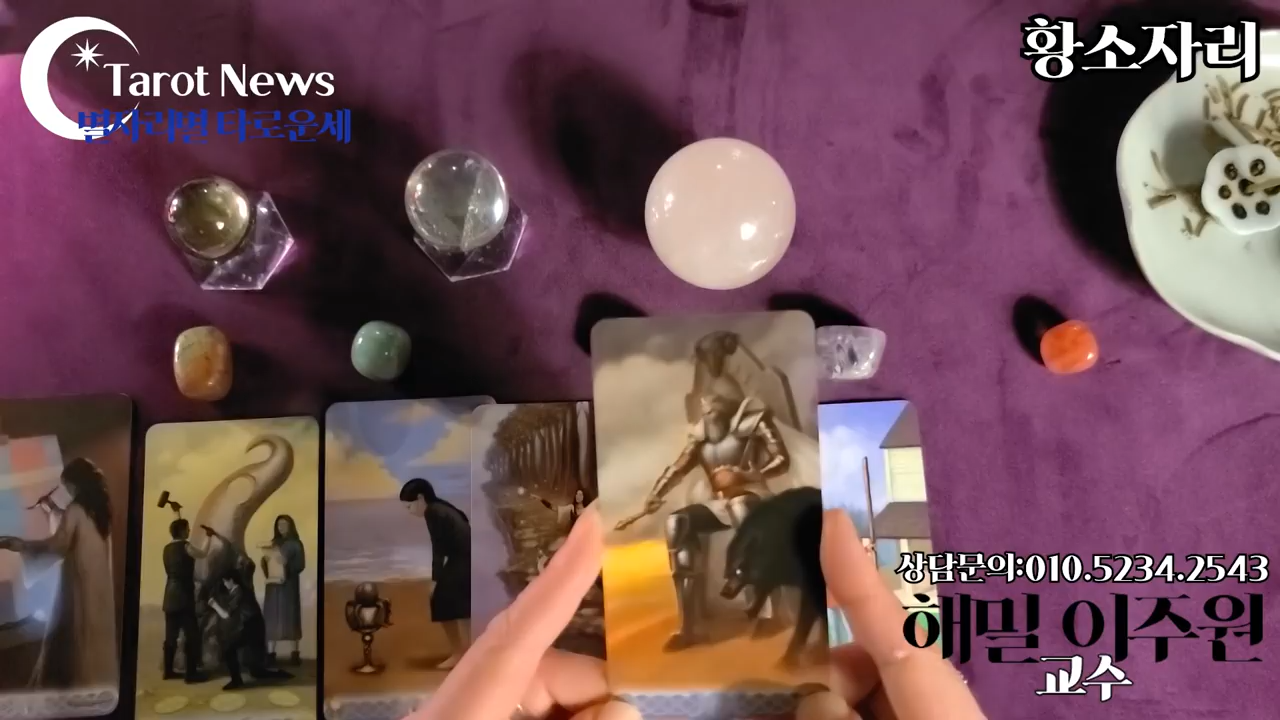 Tarot News
별자리별 타로운세
황소자리
상담문의:010.5234.2543
해밀 이주원
교수